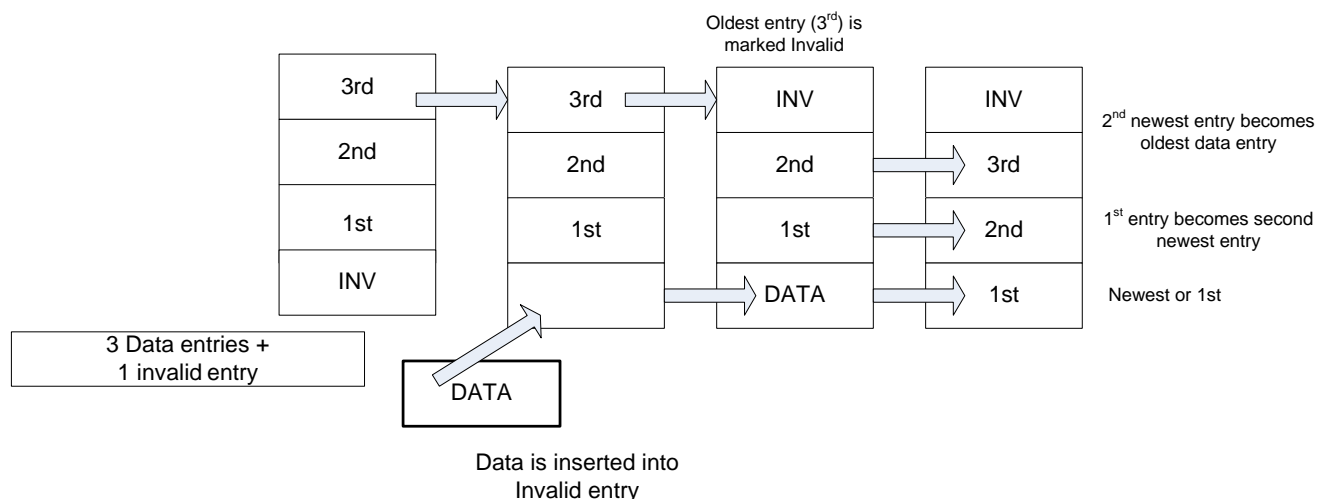 Oldest entry (3rd) is
marked Invalid
3rd
2nd
1st
INV
3rd
2nd
1st
INV
2nd
1st
DATA
INV
3rd
2nd
1st
2nd newest entry becomes
oldest data entry
1st entry becomes second
newest entry
Newest or 1st
3 Data entries +
1 invalid entry
DATA
Data is inserted into
Invalid entry